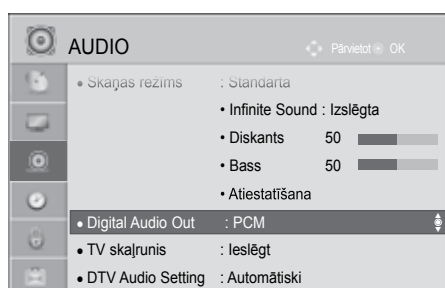 AUDIO
Pārvietot OK
• Skaņas režīms : Standarta
• Infinite Sound : Izslēgta
• Diskants 50
• Bass 50
• Atiestatīšana
• Digital Audio Out : PCM
• TV skaļrunis : Ieslēgt
• DTV Audio Setting : Automātiski